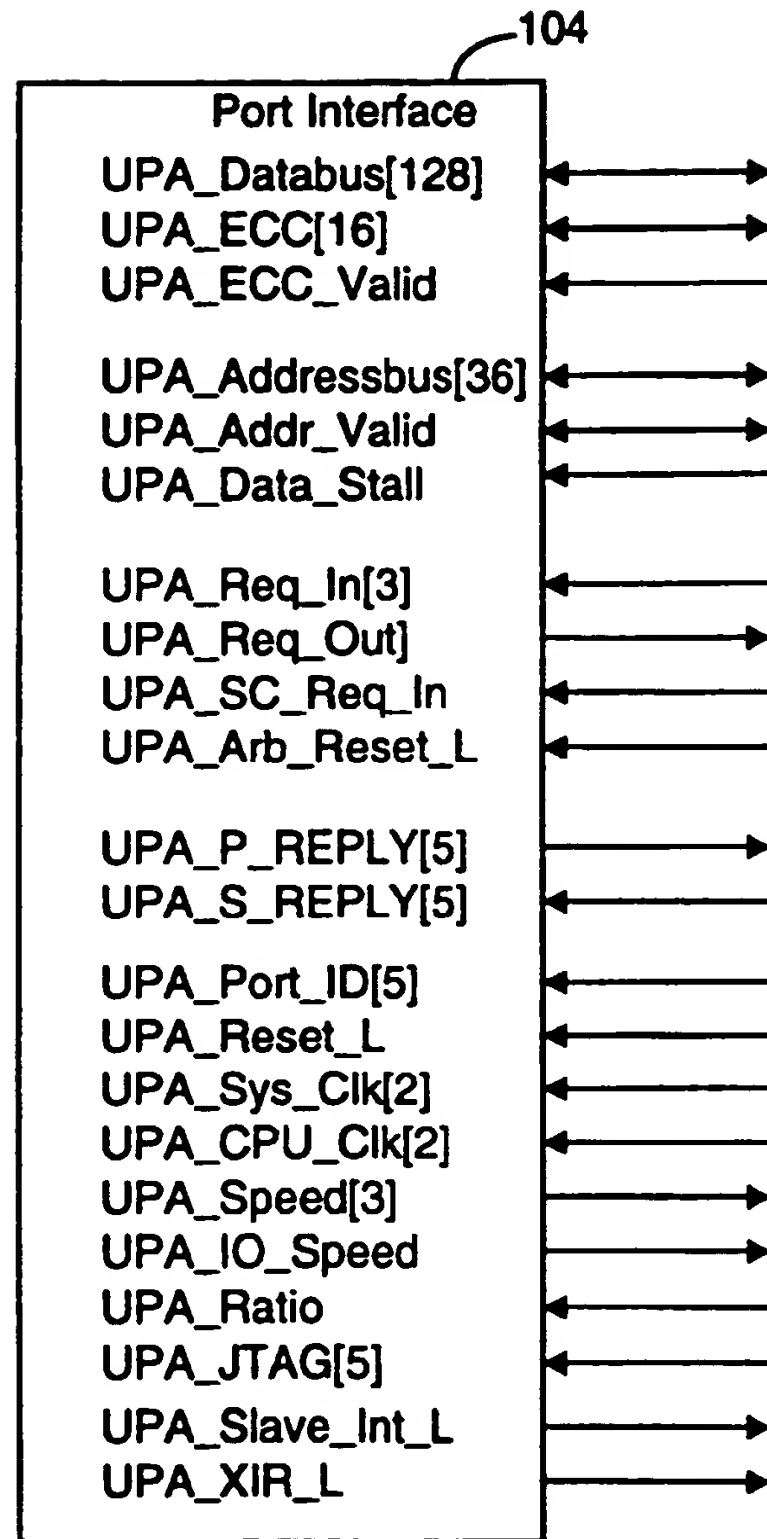 104
Port Interface
UPA_Databus[128]
UPA_ECC[16]
UPA_ECC_Valid
UPA_Addressbus[36]
UPA_Addr_Valid
UPA_Data_Stall
UPA_Req_In[3]
UPA_Req_Out]
UPA_SC_Req_In
UPA_Arb_Reset_L
UPA_P_REPLY[5]
UPA_S_REPLY[5]
UPA_Port_ID[5]
UPA_Reset_L
UPA_Sys_Clk[2]
UPA_CPU_Clk[2]
UPA_Speed[3]
UPA_IO_Speed
UPA_Ratio
UPA_JTAG[5]
UPA_Slave_Int_L
UPA_XIR_L